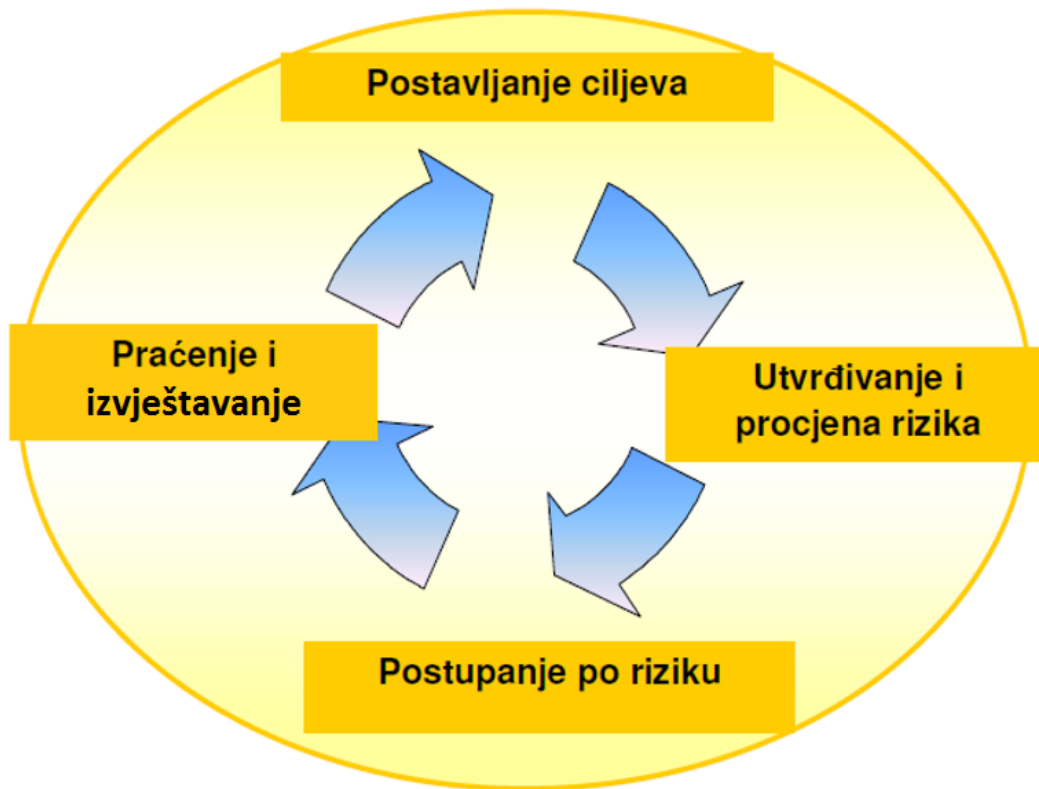 Postavljanje ciljeva
Praćenje i
izvještavanje
Utvrđivanje i
procjena rizika
Postupanje po riziku